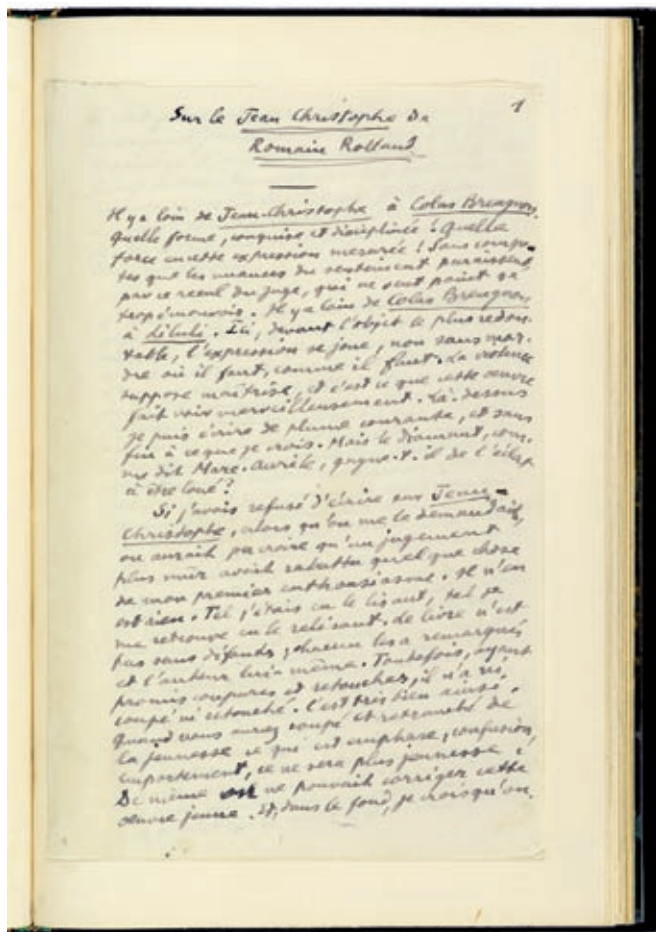 1
Sur le Jean Christophe de
Romain Rolland
Il y a loin de Jean-Christophe à Colas Breugnon.
Quelle forme, conquise et disciplinée ! Quelle
force en cette expression mesurée ! Sans comp-
ter que les nuances du sentiment paraissent,
par ce recul du juge, qui ne veut point se
trop émouvoir. Il y a loin de Colas Breugnon
à Liluli. Ici, devant l'objet le plus redou-
table, l'expression se joue, non sans mor-
dre où il faut, comme il faut. La violence
suppose maîtrise, et c'est ce que cette œuvre
fait voir merveilleusement. Là-dessus
je puis écrire de plume courante, et sans
fin à ce que je crois. Mais le diamant, com-
me dit Marc-Aurèle, gagne-t-il de l'éclat
à être loué ?
Si j'avais refusé d'écrire sur Jean-
Christophe, alors qu'on me le demandait,
on aurait pu croire qu'un jugement
plus mûr avait rabattu quelque chose
de mon premier enthousiasme. Il n'en
est rien. Tel j'étais en le lisant, tel je
me retrouve en le relisant. Le livre n'est
pas sans défauts ; chacun les a remarqués
et l'auteur lui-même. Toutefois, ayant
promis coupures et retouches, il n'a ni
coupé ni retouché. C'est très bien ainsi.
Quand vous aurez coupé et retranché de
la jeunesse ce qui est emphase, confusion,
emportement, ce ne sera plus jeunesse.
De même on ne pouvait corriger cette
œuvre jeune. Et, dans le fond, je crois qu'on